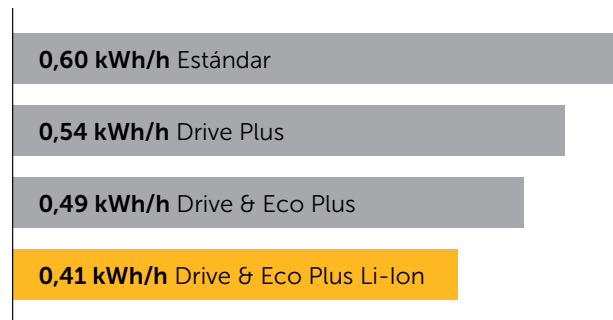 0,60 kWh/h Estándar
0,54 kWh/h Drive Plus
0,49 kWh/h Drive & Eco Plus
0,41 kWh/h Drive & Eco Plus Li-Ion